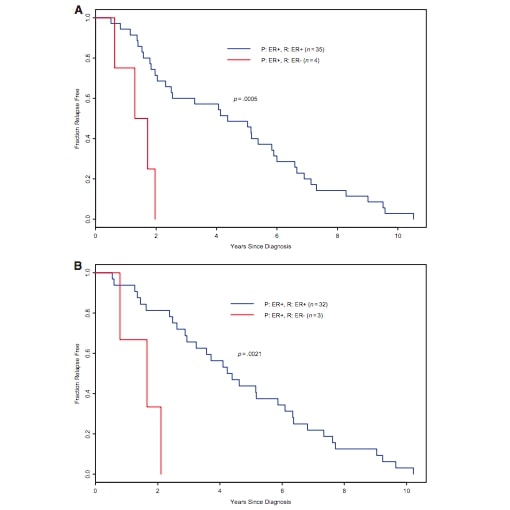 A
1.0
0.8
0.6
0.4
0.2
0.0
Fraction Relapse Free
P: ER+, R: ER+ (n = 35)
P: ER+, R: ER- (n = 4)
p = .0005
0 2 4 6 8 10
Years Since Diagnosis
B
1.0
0.8
0.6
0.4
0.2
0.0
Fraction Relapse Free
P: ER+, R: ER+ (n = 32)
P: ER+, R: ER- (n = 3)
p = .0021
0 2 4 6 8 10
Years Since Diagnosis